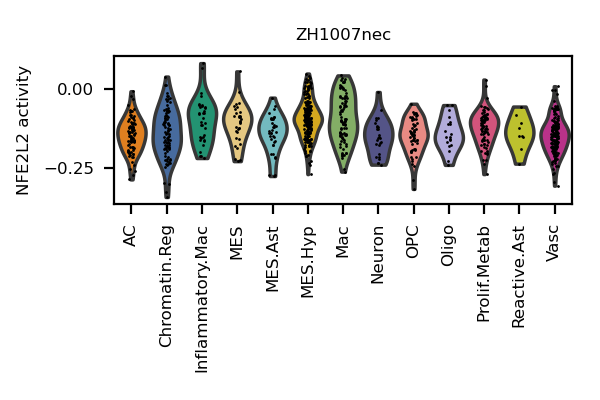 ZH1007nec
NFE2L2 activity
0.00
−0.25
AC
Chromatin.Reg
Inflammatory.Mac
MES
MES.Ast
MES.Hyp
Mac
Neuron
OPC
Oligo
Prolif.Metab
Reactive.Ast
Vasc